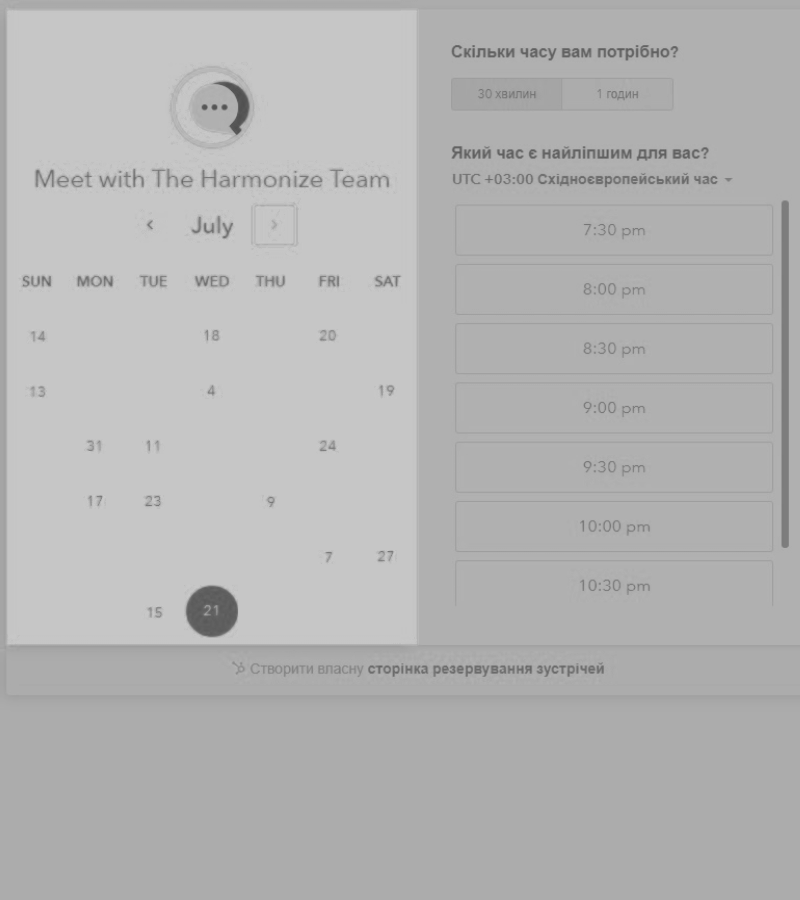 Meet with The Harmonize Team
July
SUN MON TUE WED THU FRI SAT
14 18 20
13 4 19
31 11 24
17 23 9
7 27
15 21
Скільки часу вам потрібно?
30 хвилин 1 годин
Який час є найліпшим для вас?
UTC +03:00 Східноєвропейський час
7:30 pm
8:00 pm
8:30 pm
9:00 pm
9:30 pm
10:00 pm
10:30 pm
Створити власну сторінка резервування зустрічей